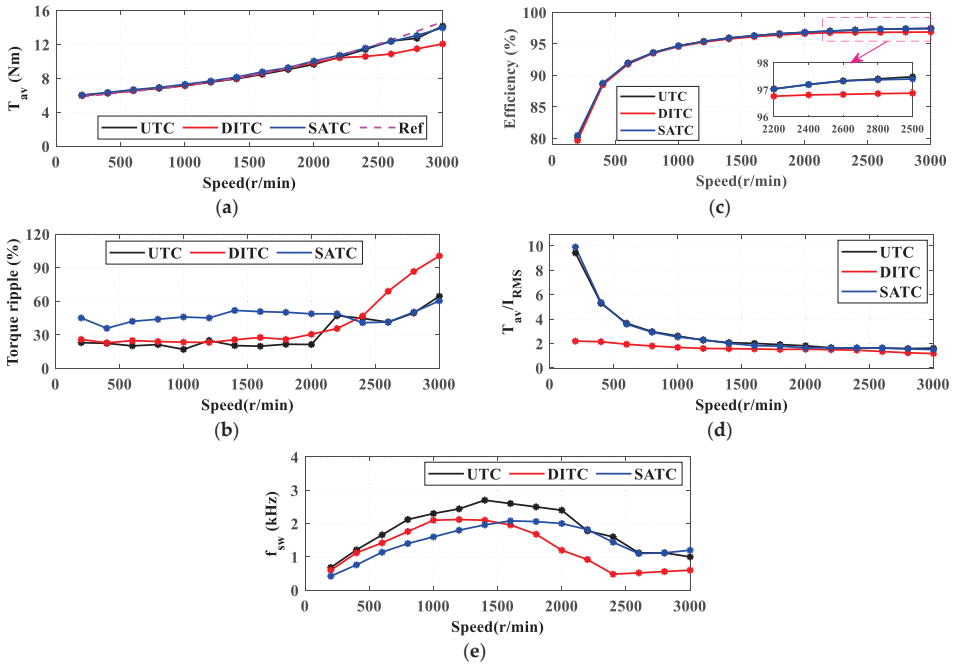 16
12
8
4
0
T_av (Nm)
UTC DITC SATC Ref
0 500 1000 1500 2000 2500 3000
Speed(r/min)
(a)
100
95
90
85
80
Efficiency (%)
UTC
DITC
SATC
98
97
96
2200 2400 2600 2800 2500
0 500 1000 1500 2000 2500 3000
Speed(r/min)
(c)
120
90
60
30
0
Torque ripple (%)
UTC DITC SATC
0 500 1000 1500 2000 2500 3000
Speed(r/min)
(b)
10
8
6
4
2
0
T_av/I_RMS
UTC
DITC
SATC
0 500 1000 1500 2000 2500 3000
Speed(r/min)
(d)
4
3
2
1
0
f_sw (kHz)
UTC DITC SATC
0 500 1000 1500 2000 2500 3000
Speed(r/min)
(e)